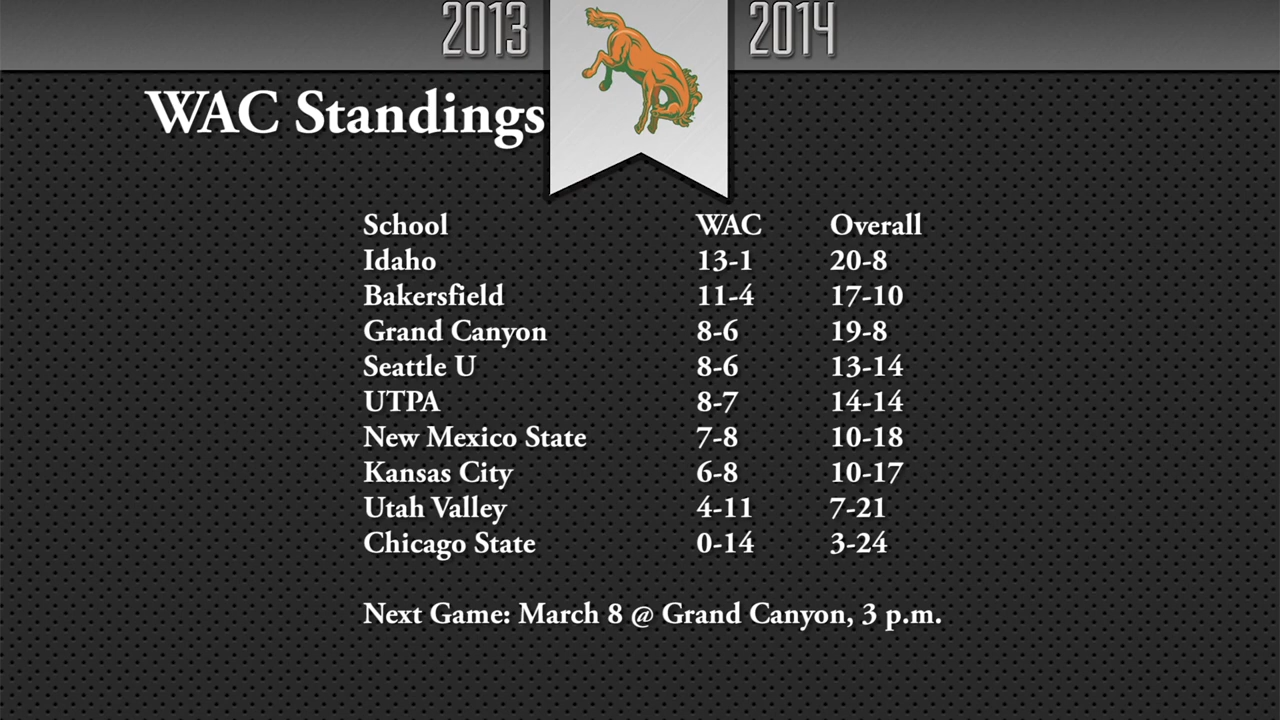 2013 2014
WAC Standings
School WAC Overall
Idaho 13-1 20-8
Bakersfield 11-4 17-10
Grand Canyon 8-6 19-8
Seattle U 8-6 13-14
UTPA 8-7 14-14
New Mexico State 7-8 10-18
Kansas City 6-8 10-17
Utah Valley 4-11 7-21
Chicago State 0-14 3-24
Next Game: March 8 @ Grand Canyon, 3 p.m.